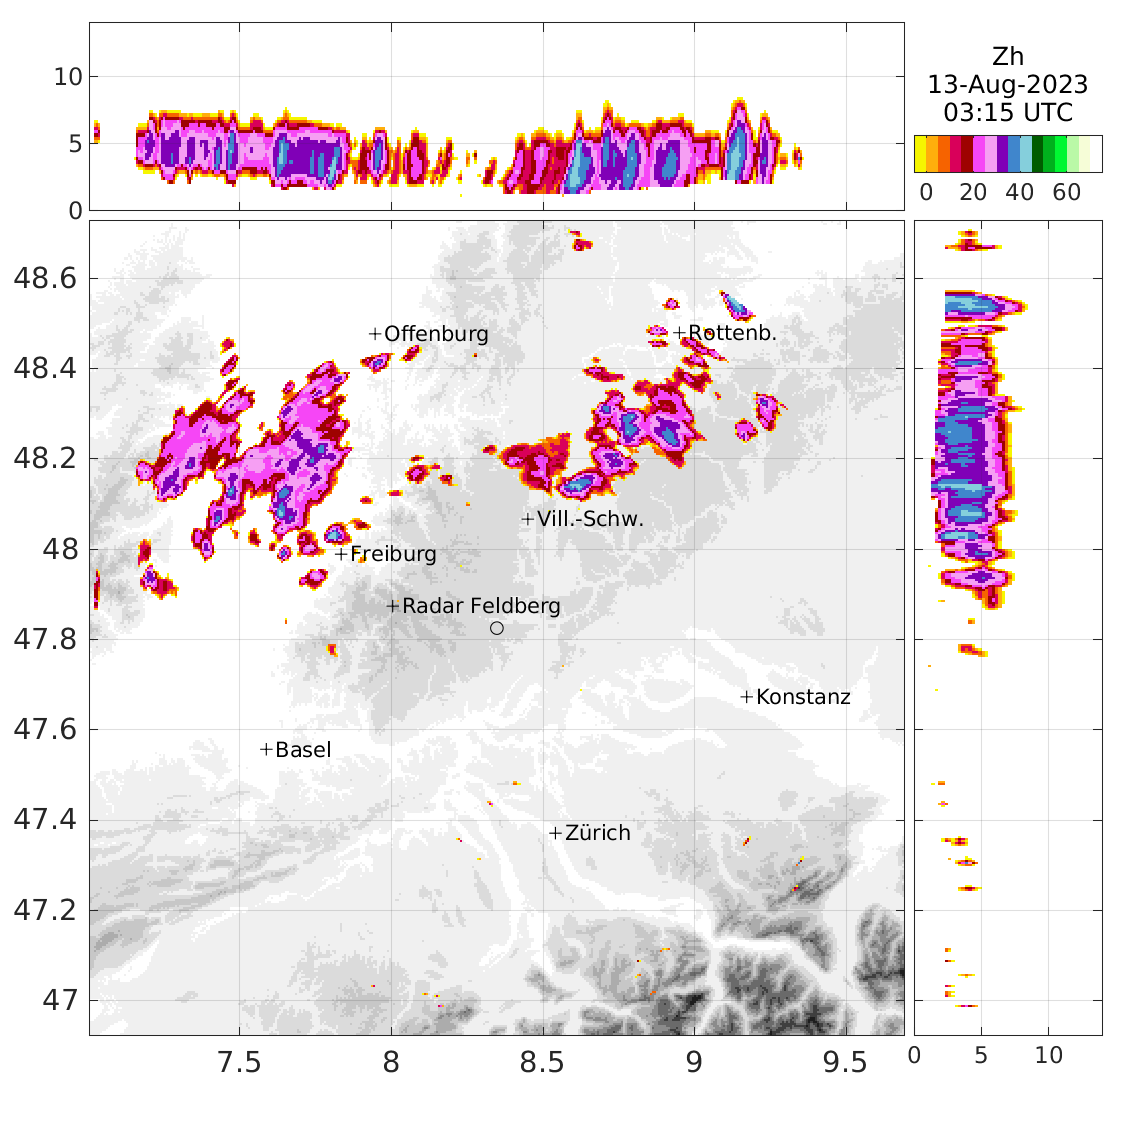 10
5
0
Zh
13-Aug-2023
03:15 UTC
0 20 40 60
48.6
48.4
48.2
48
47.8
47.6
47.4
47.2
47
+Offenburg
+Rottenb.
+Vill.-Schw.
+Freiburg
+Radar Feldberg
+Konstanz
+Basel
+Zürich
7.5 8 8.5 9 9.5
0 5 10